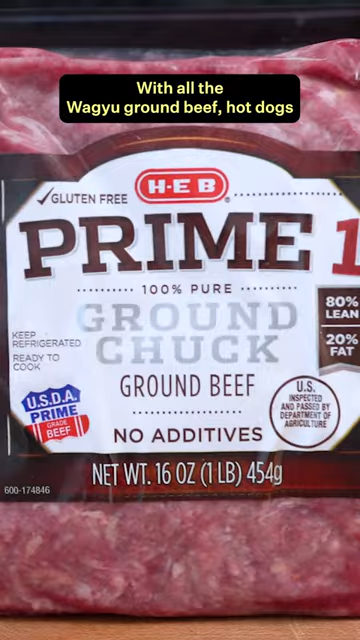 With all the
Wagyu ground beef, hot dogs
✓GLUTEN FREE
H-E-B
PRIME 1
100% PURE
GROUND
CHUCK
80%
LEAN
20%
FAT
KEEP
REFRIGERATED
READY TO
COOK
GROUND BEEF
U.S.D.A.
PRIME
GRADE
BEEF
U.S.
INSPECTED
AND PASSED BY
DEPARTMENT OF
AGRICULTURE
NO ADDITIVES
NET WT. 16 OZ (1 LB) 454g
600-174846